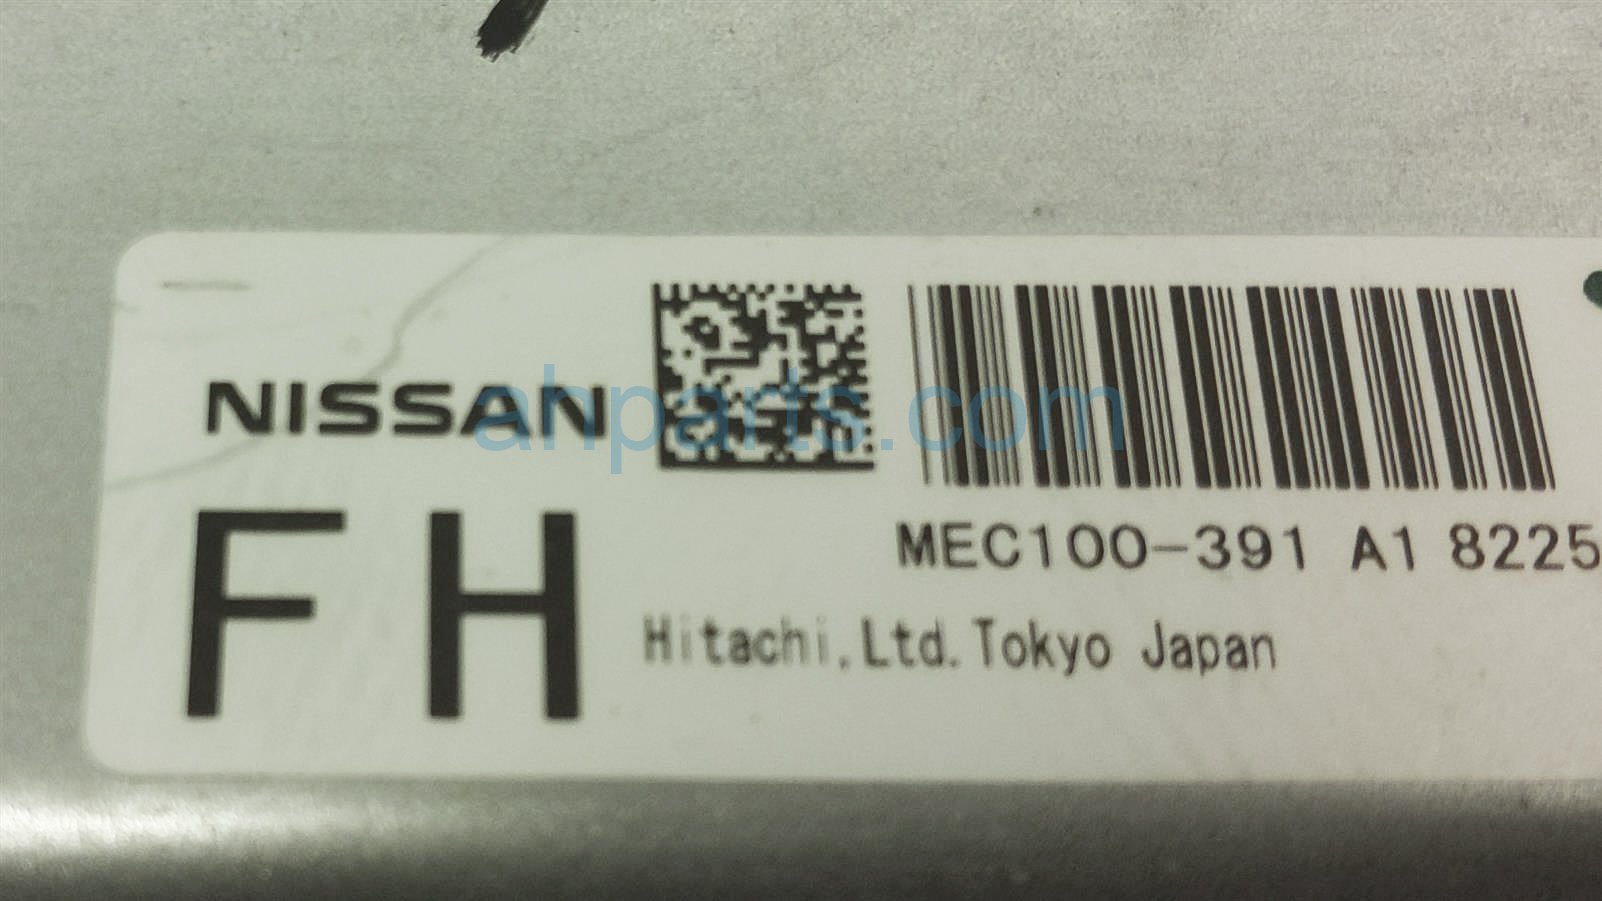 NISSAN
FH
MEC100-391 A1 8225
Hitachi,Ltd.Tokyo Japan
ahparts.com